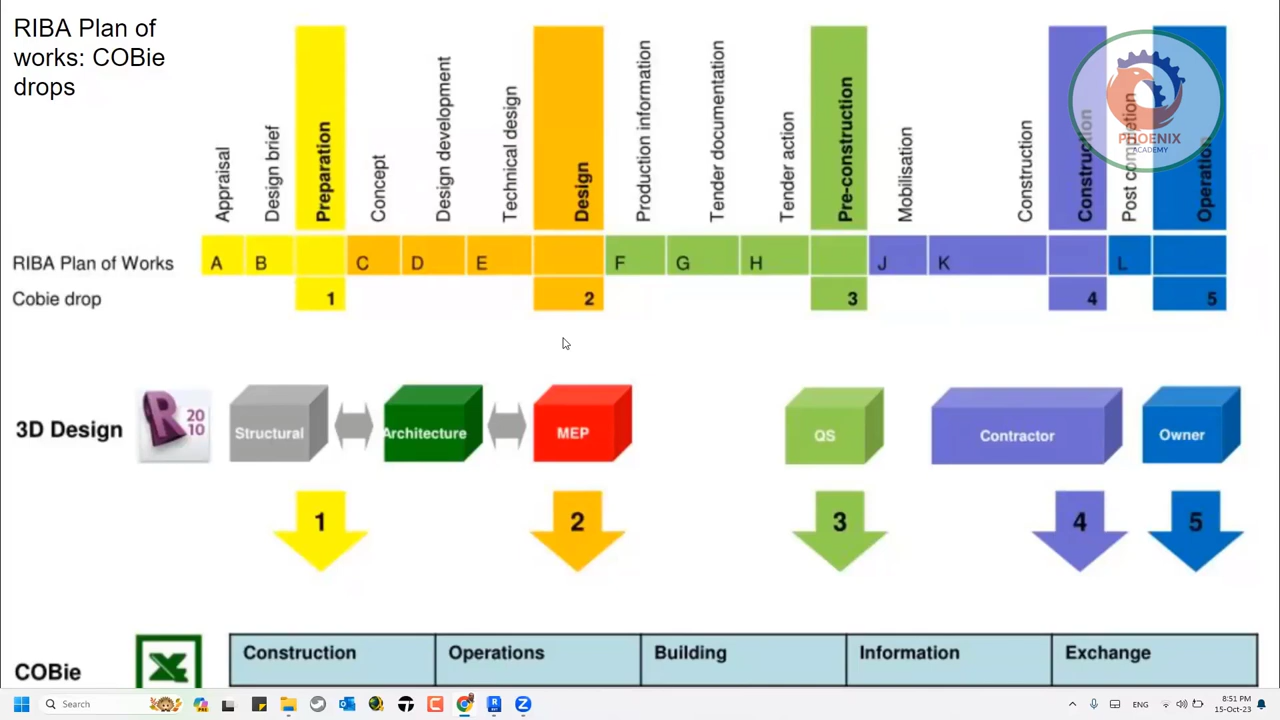 RIBA Plan of
works: COBie
drops
Appraisal
Design brief
Preparation
Concept
Design development
Technical design
Design
Production information
Tender documentation
Tender action
Pre-construction
Mobilisation
Construction
Construction
Post completion
Operation
PHOENIX
ACADEMY
RIBA Plan of Works A B C D E F G H J K L
Cobie drop 1 2 3 4 5
3D Design R 20 10 Structural Architecture MEP QS Contractor Owner
1 2 3 4 5
COBie Construction Operations Building Information Exchange
Search
ENG
8:51 PM
15-Oct-23